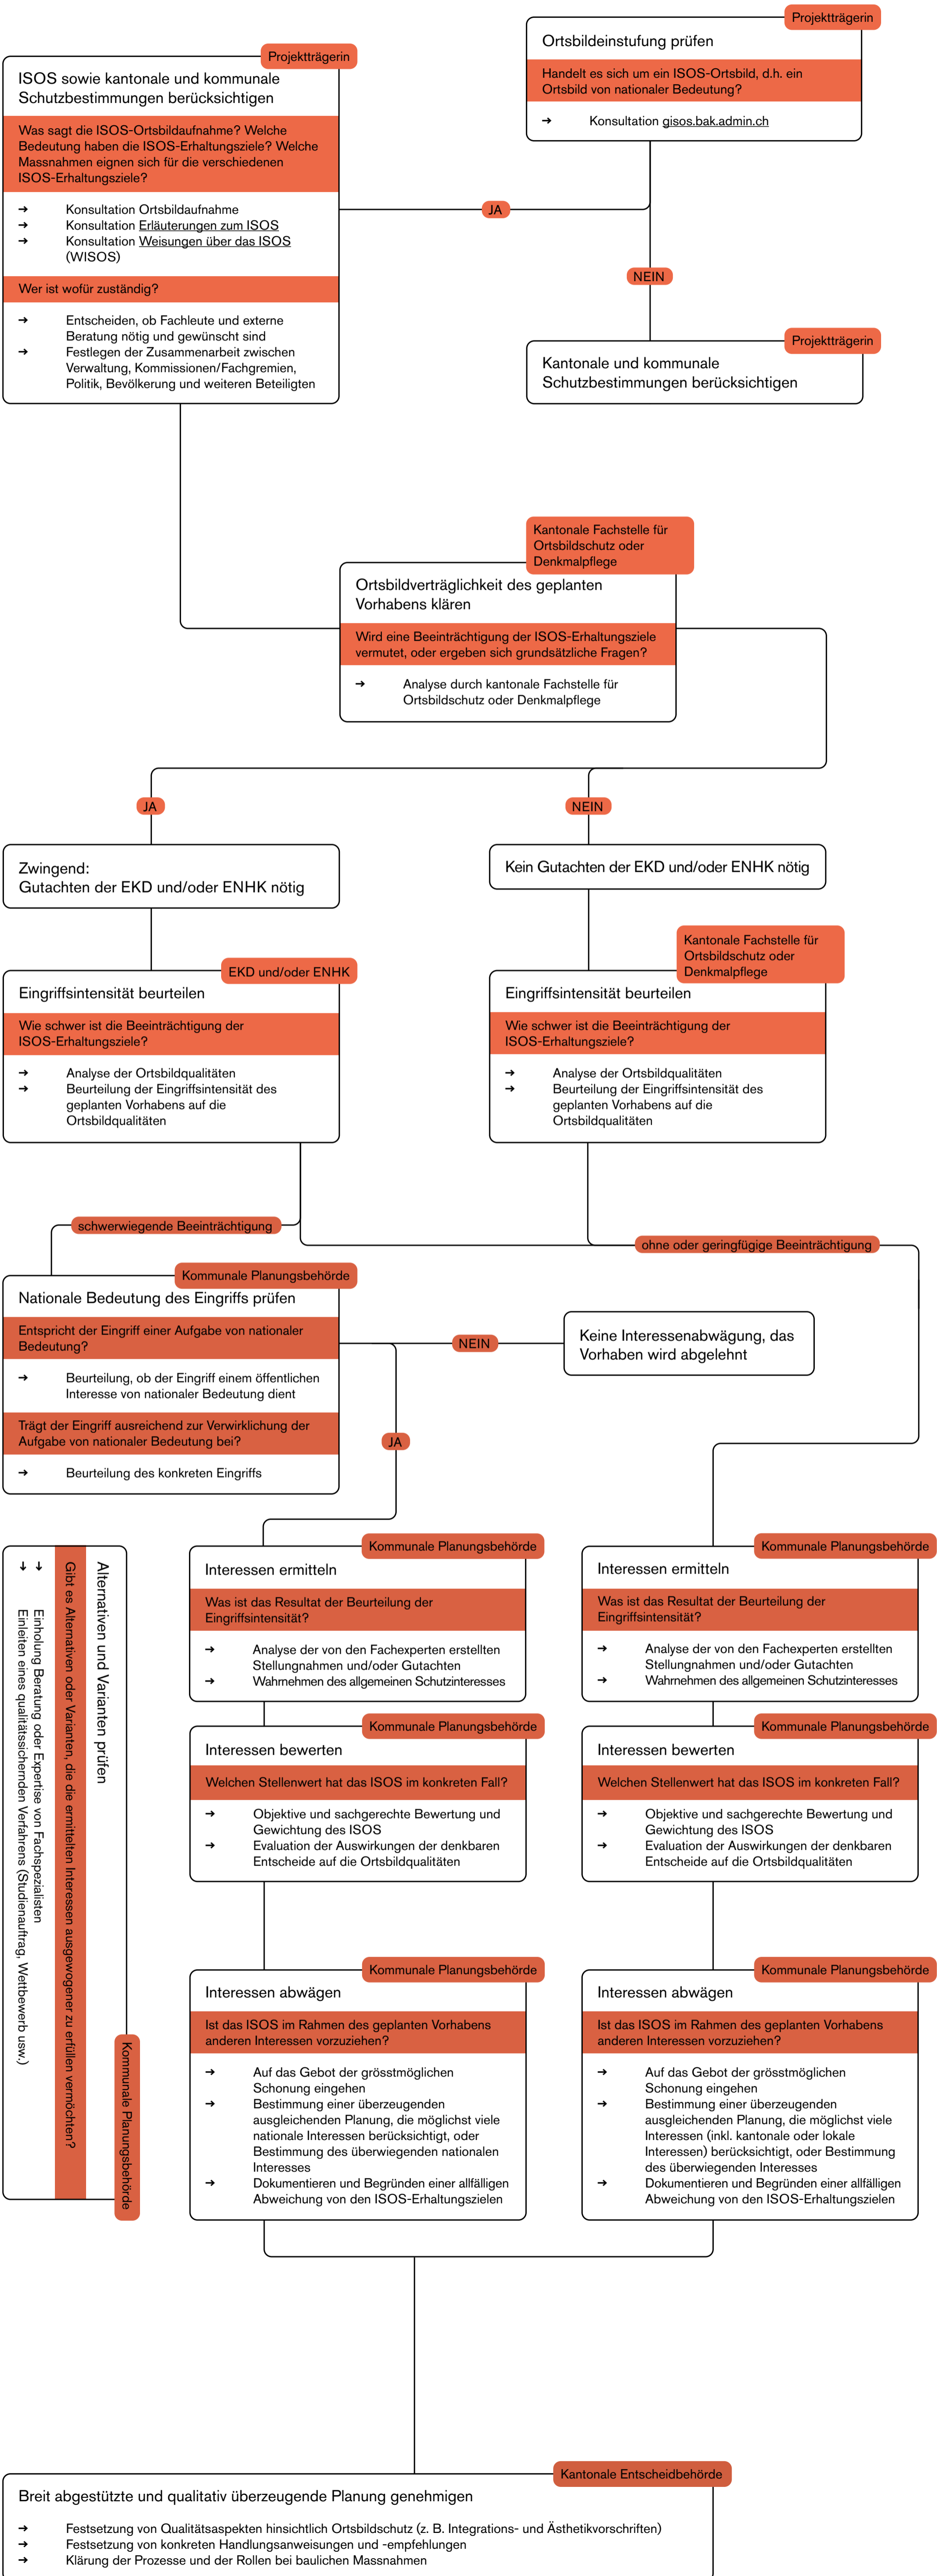 Projektträgerin
Ortsbildeinstufung prüfen
Handelt es sich um ein ISOS-Ortsbild, d.h. ein
Ortsbild von nationaler Bedeutung?
➔ Konsultation gisos.bak.admin.ch
Projektträgerin
ISOS sowie kantonale und kommunale
Schutzbestimmungen berücksichtigen
Was sagt die ISOS-Ortsbildaufnahme? Welche
Bedeutung haben die ISOS-Erhaltungsziele? Welche
Massnahmen eignen sich für die verschiedenen
ISOS-Erhaltungsziele?
➔ Konsultation Ortsbildaufnahme
➔ Konsultation Erläuterungen zum ISOS
➔ Konsultation Weisungen über das ISOS
(WISOS)
Wer ist wofür zuständig?
➔ Entscheiden, ob Fachleute und externe
Beratung nötig und gewünscht sind
➔ Festlegen der Zusammenarbeit zwischen
Verwaltung, Kommissionen/Fachgremien,
Politik, Bevölkerung und weiteren Beteiligten
JA
NEIN
Projektträgerin
Kantonale und kommunale
Schutzbestimmungen berücksichtigen
Kantonale Fachstelle für
Ortsbildschutz oder
Denkmalpflege
Ortsbildverträglichkeit des geplanten
Vorhabens klären
Wird eine Beeinträchtigung der ISOS-Erhaltungsziele
vermutet, oder ergeben sich grundsätzliche Fragen?
➔ Analyse durch kantonale Fachstelle für
Ortsbildschutz oder Denkmalpflege
JA
NEIN
Zwingend:
Gutachten der EKD und/oder ENHK nötig
Kein Gutachten der EKD und/oder ENHK nötig
EKD und/oder ENHK
Eingriffsintensität beurteilen
Wie schwer ist die Beeinträchtigung der
ISOS-Erhaltungsziele?
➔ Analyse der Ortsbildqualitäten
➔ Beurteilung der Eingriffsintensität des
geplanten Vorhabens auf die
Ortsbildqualitäten
Kantonale Fachstelle für
Ortsbildschutz oder
Denkmalpflege
Eingriffsintensität beurteilen
Wie schwer ist die Beeinträchtigung der
ISOS-Erhaltungsziele?
➔ Analyse der Ortsbildqualitäten
➔ Beurteilung der Eingriffsintensität des
geplanten Vorhabens auf die
Ortsbildqualitäten
schwerwiegende Beeinträchtigung
ohne oder geringfügige Beeinträchtigung
Kommunale Planungsbehörde
Nationale Bedeutung des Eingriffs prüfen
Entspricht der Eingriff einer Aufgabe von nationaler
Bedeutung?
➔ Beurteilung, ob der Eingriff einem öffentlichen
Interesse von nationaler Bedeutung dient
Trägt der Eingriff ausreichend zur Verwirklichung der
Aufgabe von nationaler Bedeutung bei?
➔ Beurteilung des konkreten Eingriffs
NEIN
Keine Interessenabwägung, das
Vorhaben wird abgelehnt
JA
Kommunale Planungsbehörde
Alternativen und Varianten prüfen
Gibt es Alternativen oder Varianten, die die ermittelten Interessen ausgewogener zu erfüllen vermöchten?
➔ Einholung Beratung oder Expertise von Fachspezialisten
➔ Einleiten eines qualitätssichernden Verfahrens (Studienauftrag, Wettbewerb usw.)
Kommunale Planungsbehörde
Interessen ermitteln
Was ist das Resultat der Beurteilung der
Eingriffsintensität?
➔ Analyse der von den Fachexperten erstellten
Stellungnahmen und/oder Gutachten
➔ Wahrnehmen des allgemeinen Schutzinteresses
Kommunale Planungsbehörde
Interessen bewerten
Welchen Stellenwert hat das ISOS im konkreten Fall?
➔ Objektive und sachgerechte Bewertung und
Gewichtung des ISOS
➔ Evaluation der Auswirkungen der denkbaren
Entscheide auf die Ortsbildqualitäten
Kommunale Planungsbehörde
Interessen abwägen
Ist das ISOS im Rahmen des geplanten Vorhabens
anderen Interessen vorzuziehen?
➔ Auf das Gebot der grösstmöglichen
Schonung eingehen
➔ Bestimmung einer überzeugenden
ausgleichenden Planung, die möglichst viele
nationale Interessen berücksichtigt, oder
Bestimmung des überwiegenden nationalen
Interesses
➔ Dokumentieren und Begründen einer allfälligen
Abweichung von den ISOS-Erhaltungszielen
Kommunale Planungsbehörde
Interessen ermitteln
Was ist das Resultat der Beurteilung der
Eingriffsintensität?
➔ Analyse der von den Fachexperten erstellten
Stellungnahmen und/oder Gutachten
➔ Wahrnehmen des allgemeinen Schutzinteresses
Kommunale Planungsbehörde
Interessen bewerten
Welchen Stellenwert hat das ISOS im konkreten Fall?
➔ Objektive und sachgerechte Bewertung und
Gewichtung des ISOS
➔ Evaluation der Auswirkungen der denkbaren
Entscheide auf die Ortsbildqualitäten
Kommunale Planungsbehörde
Interessen abwägen
Ist das ISOS im Rahmen des geplanten Vorhabens
anderen Interessen vorzuziehen?
➔ Auf das Gebot der grösstmöglichen
Schonung eingehen
➔ Bestimmung einer überzeugenden
ausgleichenden Planung, die möglichst viele
Interessen (inkl. kantonale oder lokale
Interessen) berücksichtigt, oder Bestimmung
des überwiegenden Interesses
➔ Dokumentieren und Begründen einer allfälligen
Abweichung von den ISOS-Erhaltungszielen
Kantonale Entscheidbehörde
Breit abgestützte und qualitativ überzeugende Planung genehmigen
➔ Festsetzung von Qualitätsaspekten hinsichtlich Ortsbildschutz (z. B. Integrations- und Ästhetikvorschriften)
➔ Festsetzung von konkreten Handlungsanweisungen und -empfehlungen
➔ Klärung der Prozesse und der Rollen bei baulichen Massnahmen